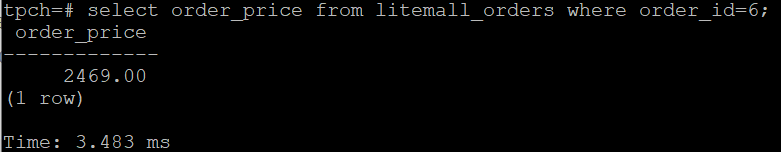 tpch=# select order_price from litemall_orders where order_id=6;
order_price
-------------
2469.00
(1 row)
Time: 3.483 ms